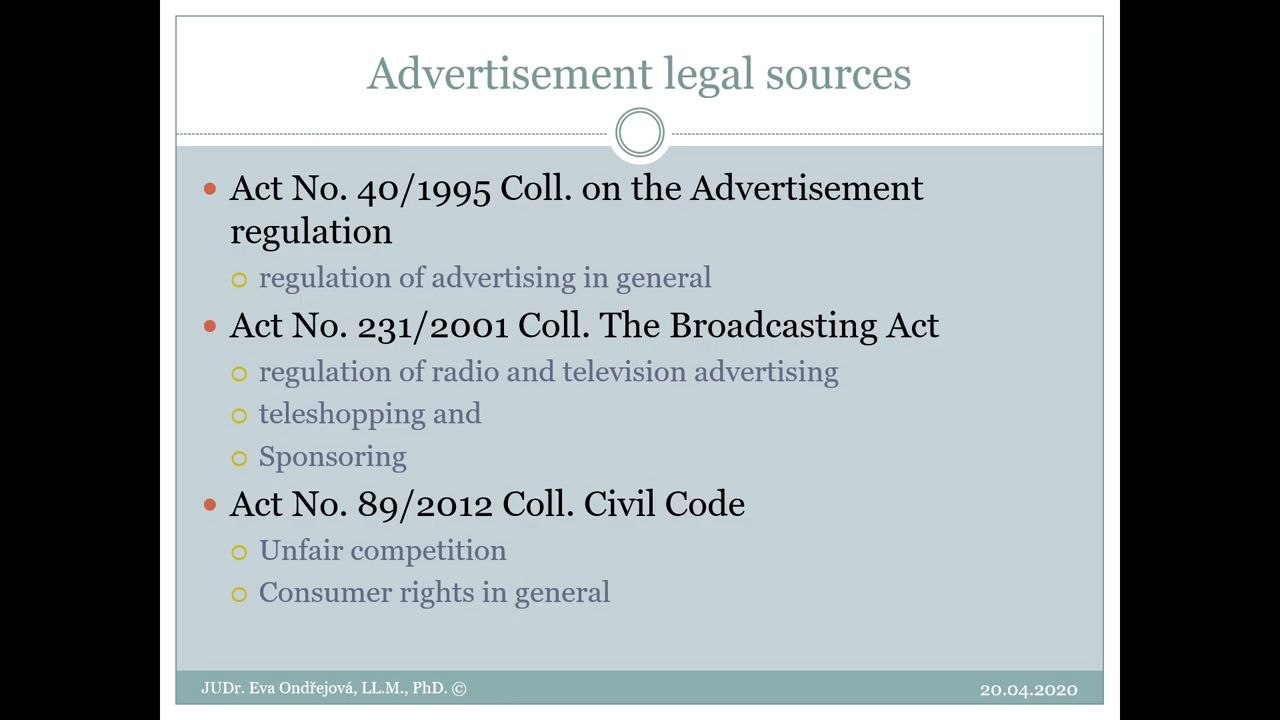 Advertisement legal sources
Act No. 40/1995 Coll. on the Advertisement
regulation
regulation of advertising in general
Act No. 231/2001 Coll. The Broadcasting Act
regulation of radio and television advertising
teleshopping and
Sponsoring
Act No. 89/2012 Coll. Civil Code
Unfair competition
Consumer rights in general
JUDr. Eva Ondřejová, LL.M., PhD. ©
20.04.2020